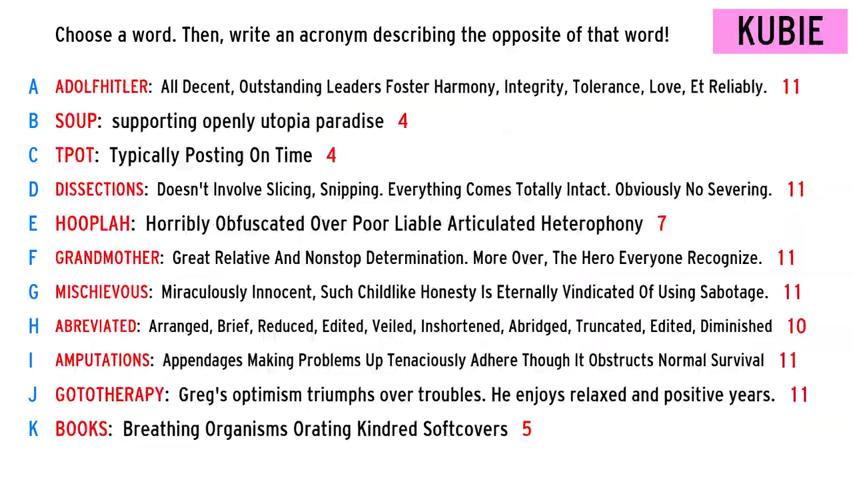 Choose a word. Then, write an acronym describing the opposite of that word!
KUBIE
A ADOLFHITLER: All Decent, Outstanding Leaders Foster Harmony, Integrity, Tolerance, Love, Et Reliably. 11
B SOUP: supporting openly utopia paradise 4
C TPOT: Typically Posting On Time 4
D DISSECTIONS: Doesn't Involve Slicing, Snipping. Everything Comes Totally Intact. Obviously No Severing. 11
E HOOPLAH: Horribly Obfuscated Over Poor Liable Articulated Heterophony 7
F GRANDMOTHER: Great Relative And Nonstop Determination. More Over, The Hero Everyone Recognize. 11
G MISCHIEVOUS: Miraculously Innocent, Such Childlike Honesty Is Eternally Vindicated Of Using Sabotage. 11
H ABREVIATED: Arranged, Brief, Reduced, Edited, Veiled, Inshortened, Abridged, Truncated, Edited, Diminished 10
I AMPUTATIONS: Appendages Making Problems Up Tenaciously Adhere Though It Obstructs Normal Survival 11
J GOTOTHERAPY: Greg's optimism triumphs over troubles. He enjoys relaxed and positive years. 11
K BOOKS: Breathing Organisms Orating Kindred Softcovers 5